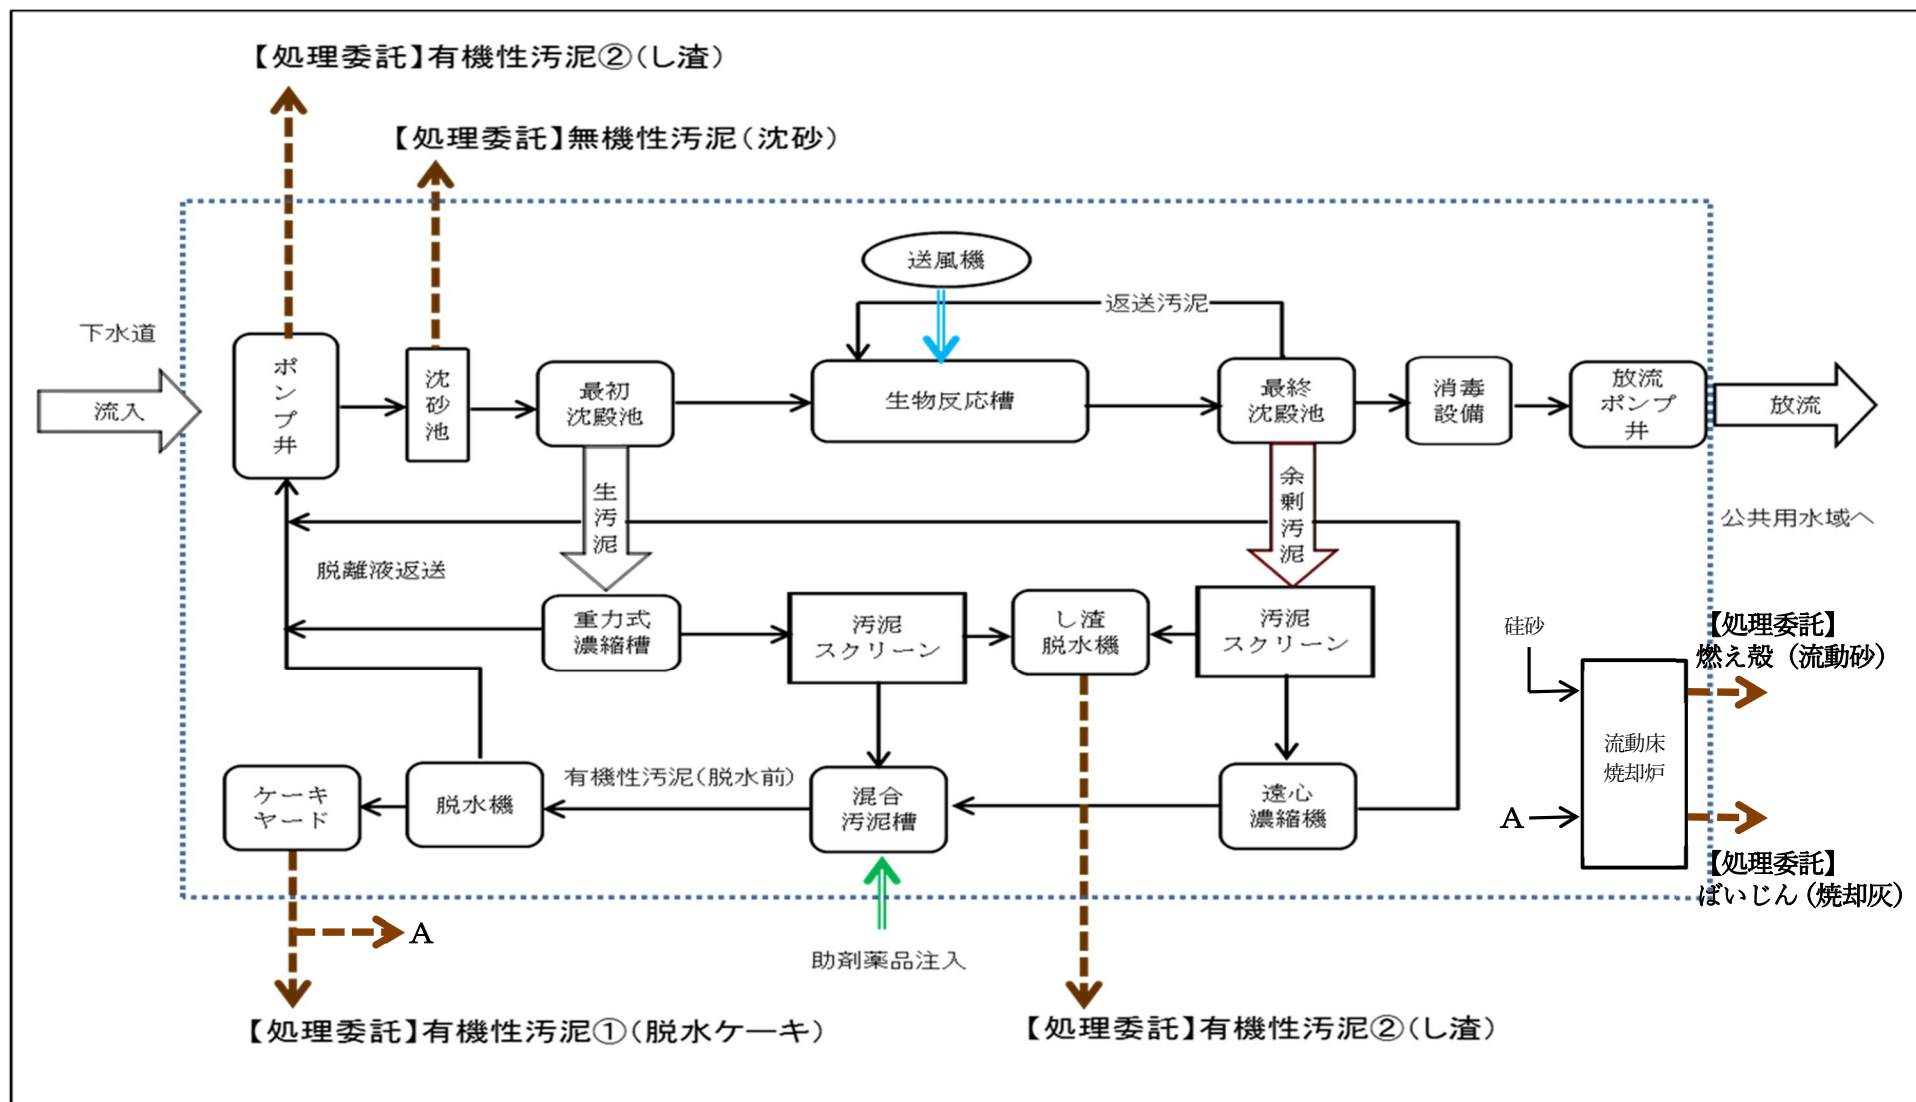 【処理委託】有機性汚泥②(し渣)
【処理委託】無機性汚泥(沈砂)
送風機
返送汚泥
下水道
流入
ポンプ井
沈砂池
最初
沈殿池
生物反応槽
最終
沈殿池
消毒
設備
放流
ポンプ
井
放流
生汚泥
余剰汚泥
公共用水域へ
脱離液返送
重力式
濃縮槽
汚泥
スクリーン
し渣
脱水機
汚泥
スクリーン
硅砂
【処理委託】
燃え殻(流動砂)
流動床
焼却炉
A
【処理委託】
ばいじん(焼却灰)
ケーキ
ヤード
脱水機
有機性汚泥(脱水前)
混合
汚泥槽
遠心
濃縮機
A
助剤薬品注入
【処理委託】有機性汚泥①(脱水ケーキ)
【処理委託】有機性汚泥②(し渣)